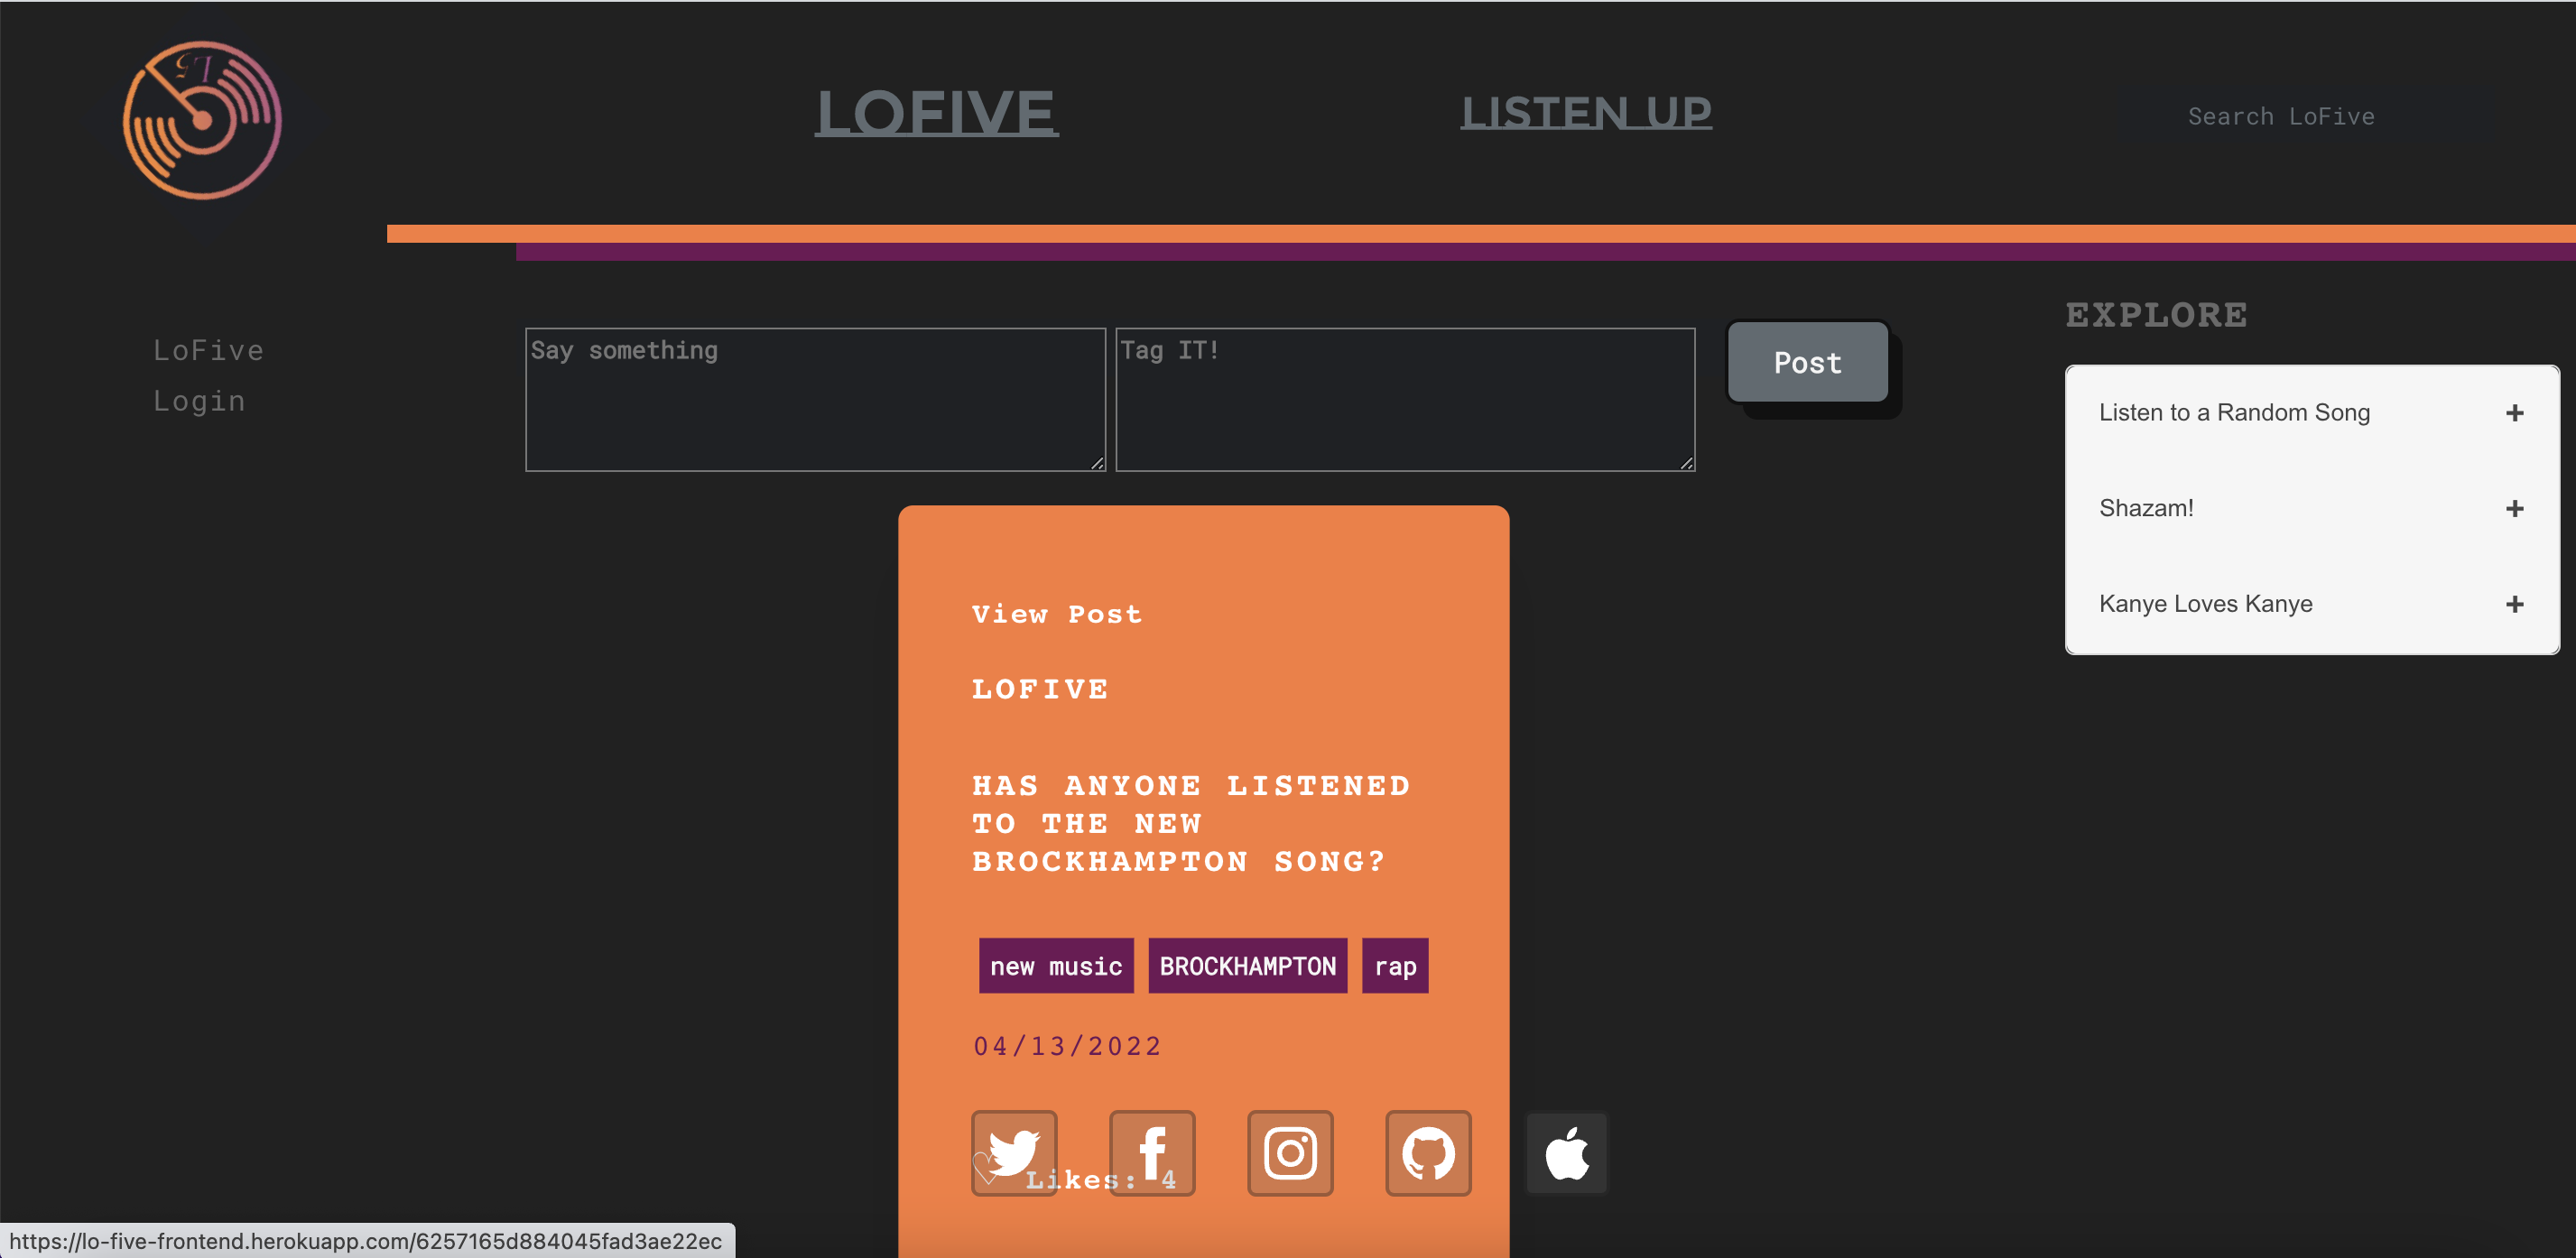 L5
LOFIVE
LISTEN UP
Search LoFive
LoFive
Login
Say something
Tag IT!
Post
EXPLORE
Listen to a Random Song +
Shazam! +
Kanye Loves Kanye +
View Post
LOFIVE
HAS ANYONE LISTENED
TO THE NEW
BROCKHAMPTON SONG?
new music BROCKHAMPTON rap
04/13/2022
Likes: 4
https://lo-five-frontend.herokuapp.com/6257165d884045fad3ae22ec